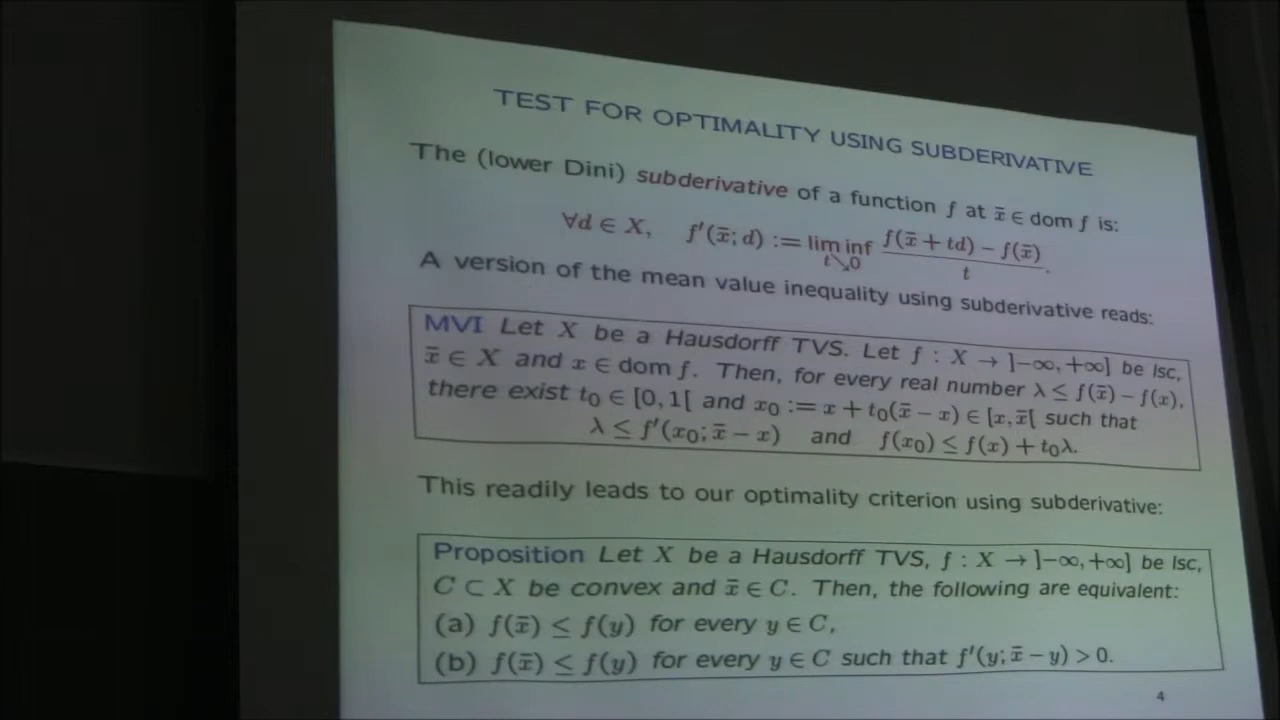 TEST FOR OPTIMALITY USING SUBDERIVATIVE
The (lower Dini) subderivative of a function f at x̄ ∈ dom f is:
∀d ∈ X, f′(x̄; d) := lim inf_{t↘0} (f(x̄ + td) − f(x̄))/t.
A version of the mean value inequality using subderivative reads:
MVI Let X be a Hausdorff TVS. Let f : X → ]−∞, +∞] be lsc,
x̄ ∈ X and x ∈ dom f. Then, for every real number λ ≤ f(x̄) − f(x),
there exist t₀ ∈ [0, 1[ and x₀ := x + t₀(x̄ − x) ∈ [x, x̄[ such that
λ ≤ f′(x₀; x̄ − x) and f(x₀) ≤ f(x) + t₀λ.
This readily leads to our optimality criterion using subderivative:
Proposition Let X be a Hausdorff TVS, f : X → ]−∞, +∞] be lsc,
C ⊂ X be convex and x̄ ∈ C. Then, the following are equivalent:
(a) f(x̄) ≤ f(y) for every y ∈ C,
(b) f(x̄) ≤ f(y) for every y ∈ C such that f′(y; x̄ − y) > 0.
4